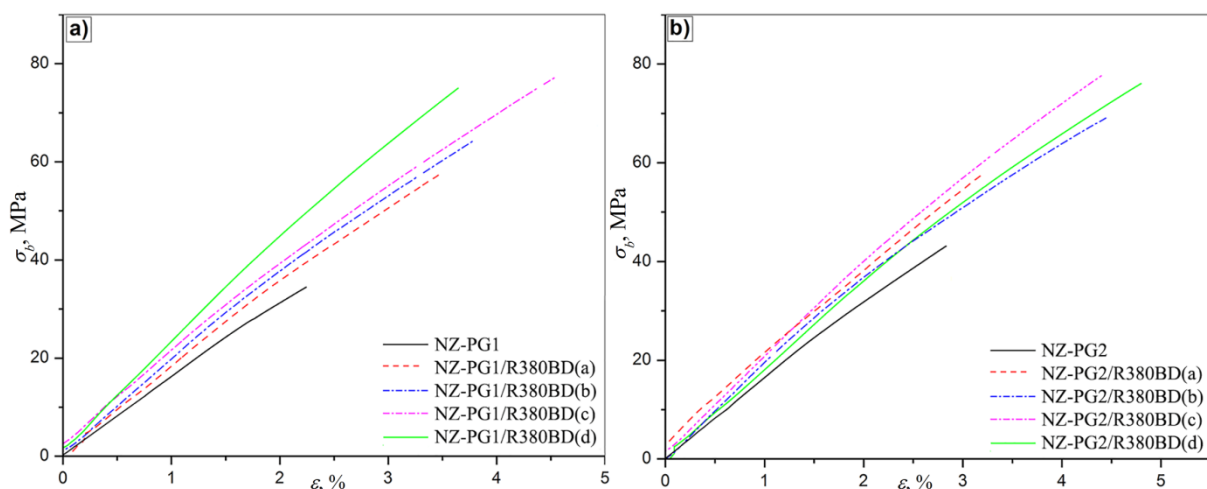 a)
80
60
40
20
0
σb, MPa
NZ-PG1
NZ-PG1/R380BD(a)
NZ-PG1/R380BD(b)
NZ-PG1/R380BD(c)
NZ-PG1/R380BD(d)
0 1 2 3 4 5
ε, %
b)
80
60
40
20
0
σb, MPa
NZ-PG2
NZ-PG2/R380BD(a)
NZ-PG2/R380BD(b)
NZ-PG2/R380BD(c)
NZ-PG2/R380BD(d)
0 1 2 3 4 5
ε, %